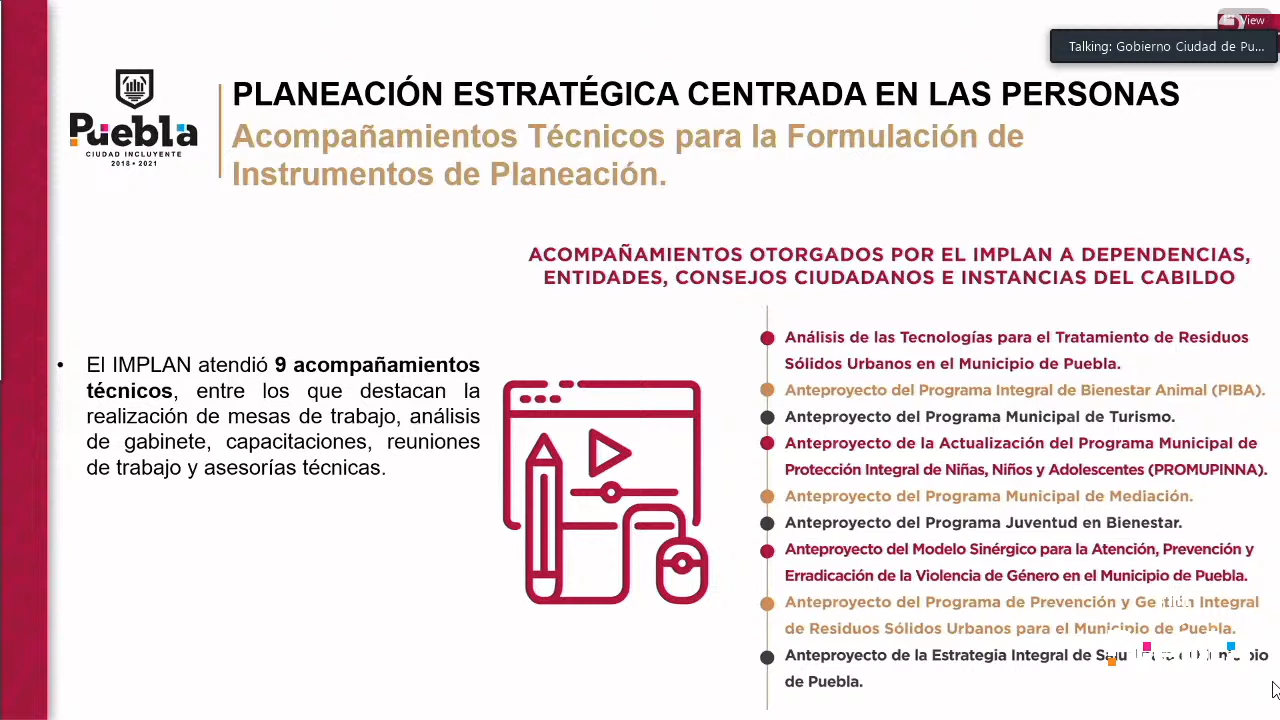 View
Talking: Gobierno Ciudad de Pu...
Puebla
CIUDAD INCLUYENTE
2018 • 2021
PLANEACIÓN ESTRATÉGICA CENTRADA EN LAS PERSONAS
Acompañamientos Técnicos para la Formulación de
Instrumentos de Planeación.
ACOMPAÑAMIENTOS OTORGADOS POR EL IMPLAN A DEPENDENCIAS,
ENTIDADES, CONSEJOS CIUDADANOS E INSTANCIAS DEL CABILDO
• El IMPLAN atendió 9 acompañamientos
técnicos, entre los que destacan la
realización de mesas de trabajo, análisis
de gabinete, capacitaciones, reuniones
de trabajo y asesorías técnicas.
Análisis de las Tecnologías para el Tratamiento de Residuos
Sólidos Urbanos en el Municipio de Puebla.
Anteproyecto del Programa Integral de Bienestar Animal (PIBA).
Anteproyecto del Programa Municipal de Turismo.
Anteproyecto de la Actualización del Programa Municipal de
Protección Integral de Niñas, Niños y Adolescentes (PROMUPINNA).
Anteproyecto del Programa Municipal de Mediación.
Anteproyecto del Programa Juventud en Bienestar.
Anteproyecto del Modelo Sinérgico para la Atención, Prevención y
Erradicación de la Violencia de Género en el Municipio de Puebla.
Anteproyecto del Programa de Prevención y Gestión Integral
de Residuos Sólidos Urbanos para el Municipio de Puebla.
Anteproyecto de la Estrategia Integral de
de Puebla.